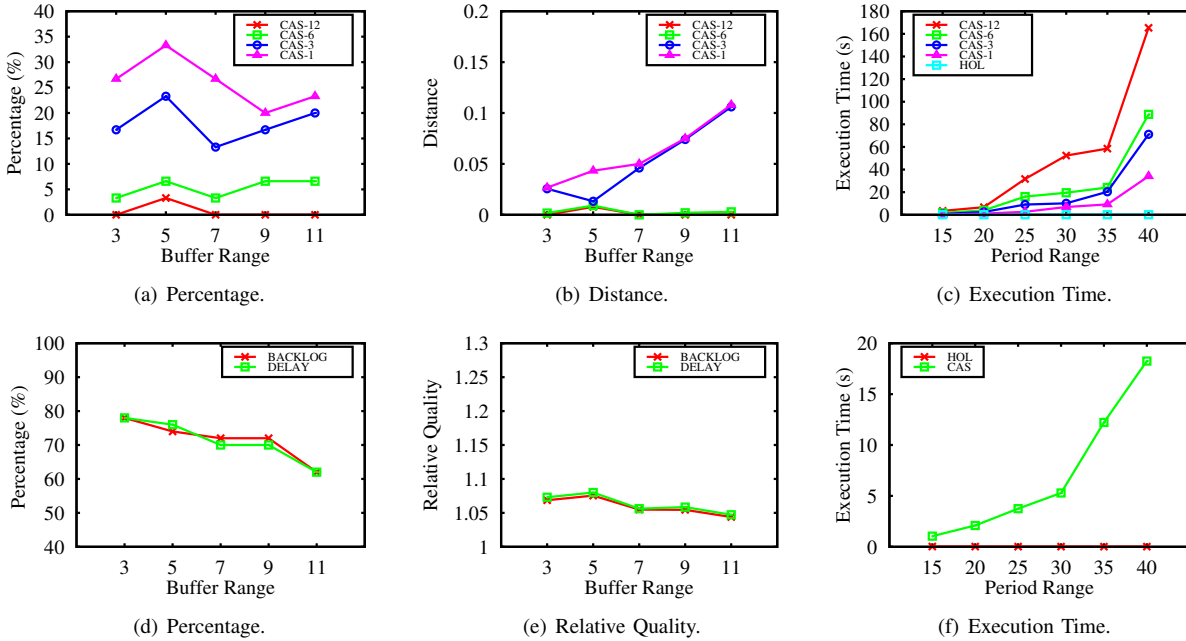 40
35
30
25
20
15
10
5
0
Percentage (%)
CAS-12
CAS-6
CAS-3
CAS-1
3 5 7 9 11
Buffer Range
(a) Percentage.
0.2
0.15
0.1
0.05
0
Distance
CAS-12
CAS-6
CAS-3
CAS-1
3 5 7 9 11
Buffer Range
(b) Distance.
180
160
140
120
100
80
60
40
20
0
Execution Time (s)
CAS-12
CAS-6
CAS-3
CAS-1
HOL
15 20 25 30 35 40
Period Range
(c) Execution Time.
100
90
80
70
60
50
40
Percentage (%)
BACKLOG
DELAY
3 5 7 9 11
Buffer Range
(d) Percentage.
1.3
1.25
1.2
1.15
1.1
1.05
1
Relative Quality
BACKLOG
DELAY
3 5 7 9 11
Buffer Range
(e) Relative Quality.
20
15
10
5
0
Execution Time (s)
HOL
CAS
15 20 25 30 35 40
Period Range
(f) Execution Time.